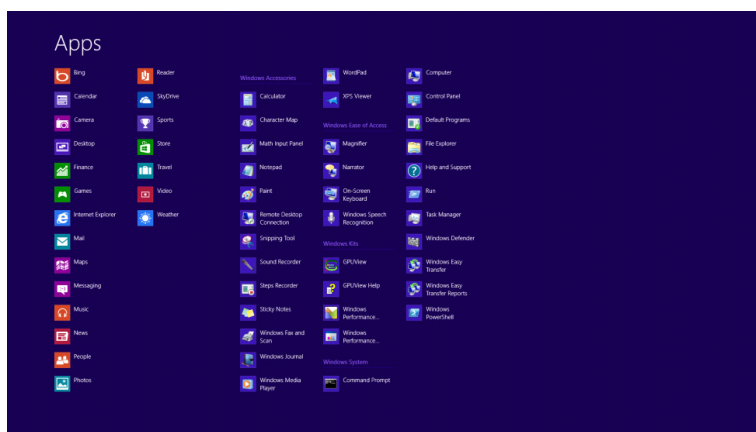 Apps
Bing
Calendar
Camera
Desktop
Finance
Games
Internet Explorer
Mail
Maps
Messaging
Music
News
People
Photos
Reader
SkyDrive
Sports
Store
Travel
Video
Weather
Windows Accessories
Calculator
Character Map
Math Input Panel
Notepad
Paint
Remote Desktop
Connection
Snipping Tool
Sound Recorder
Steps Recorder
Sticky Notes
Windows Fax and
Scan
Windows Journal
Windows Media
Player
WordPad
XPS Viewer
Windows Ease of Access
Magnifier
Narrator
On-Screen
Keyboard
Windows Speech
Recognition
Windows Kits
GPUView
GPUView Help
Windows
Performance...
Windows
Performance...
Windows System
Command Prompt
Computer
Control Panel
Default Programs
File Explorer
Help and Support
Run
Task Manager
Windows Defender
Windows Easy
Transfer
Windows Easy
Transfer Reports
Windows
PowerShell